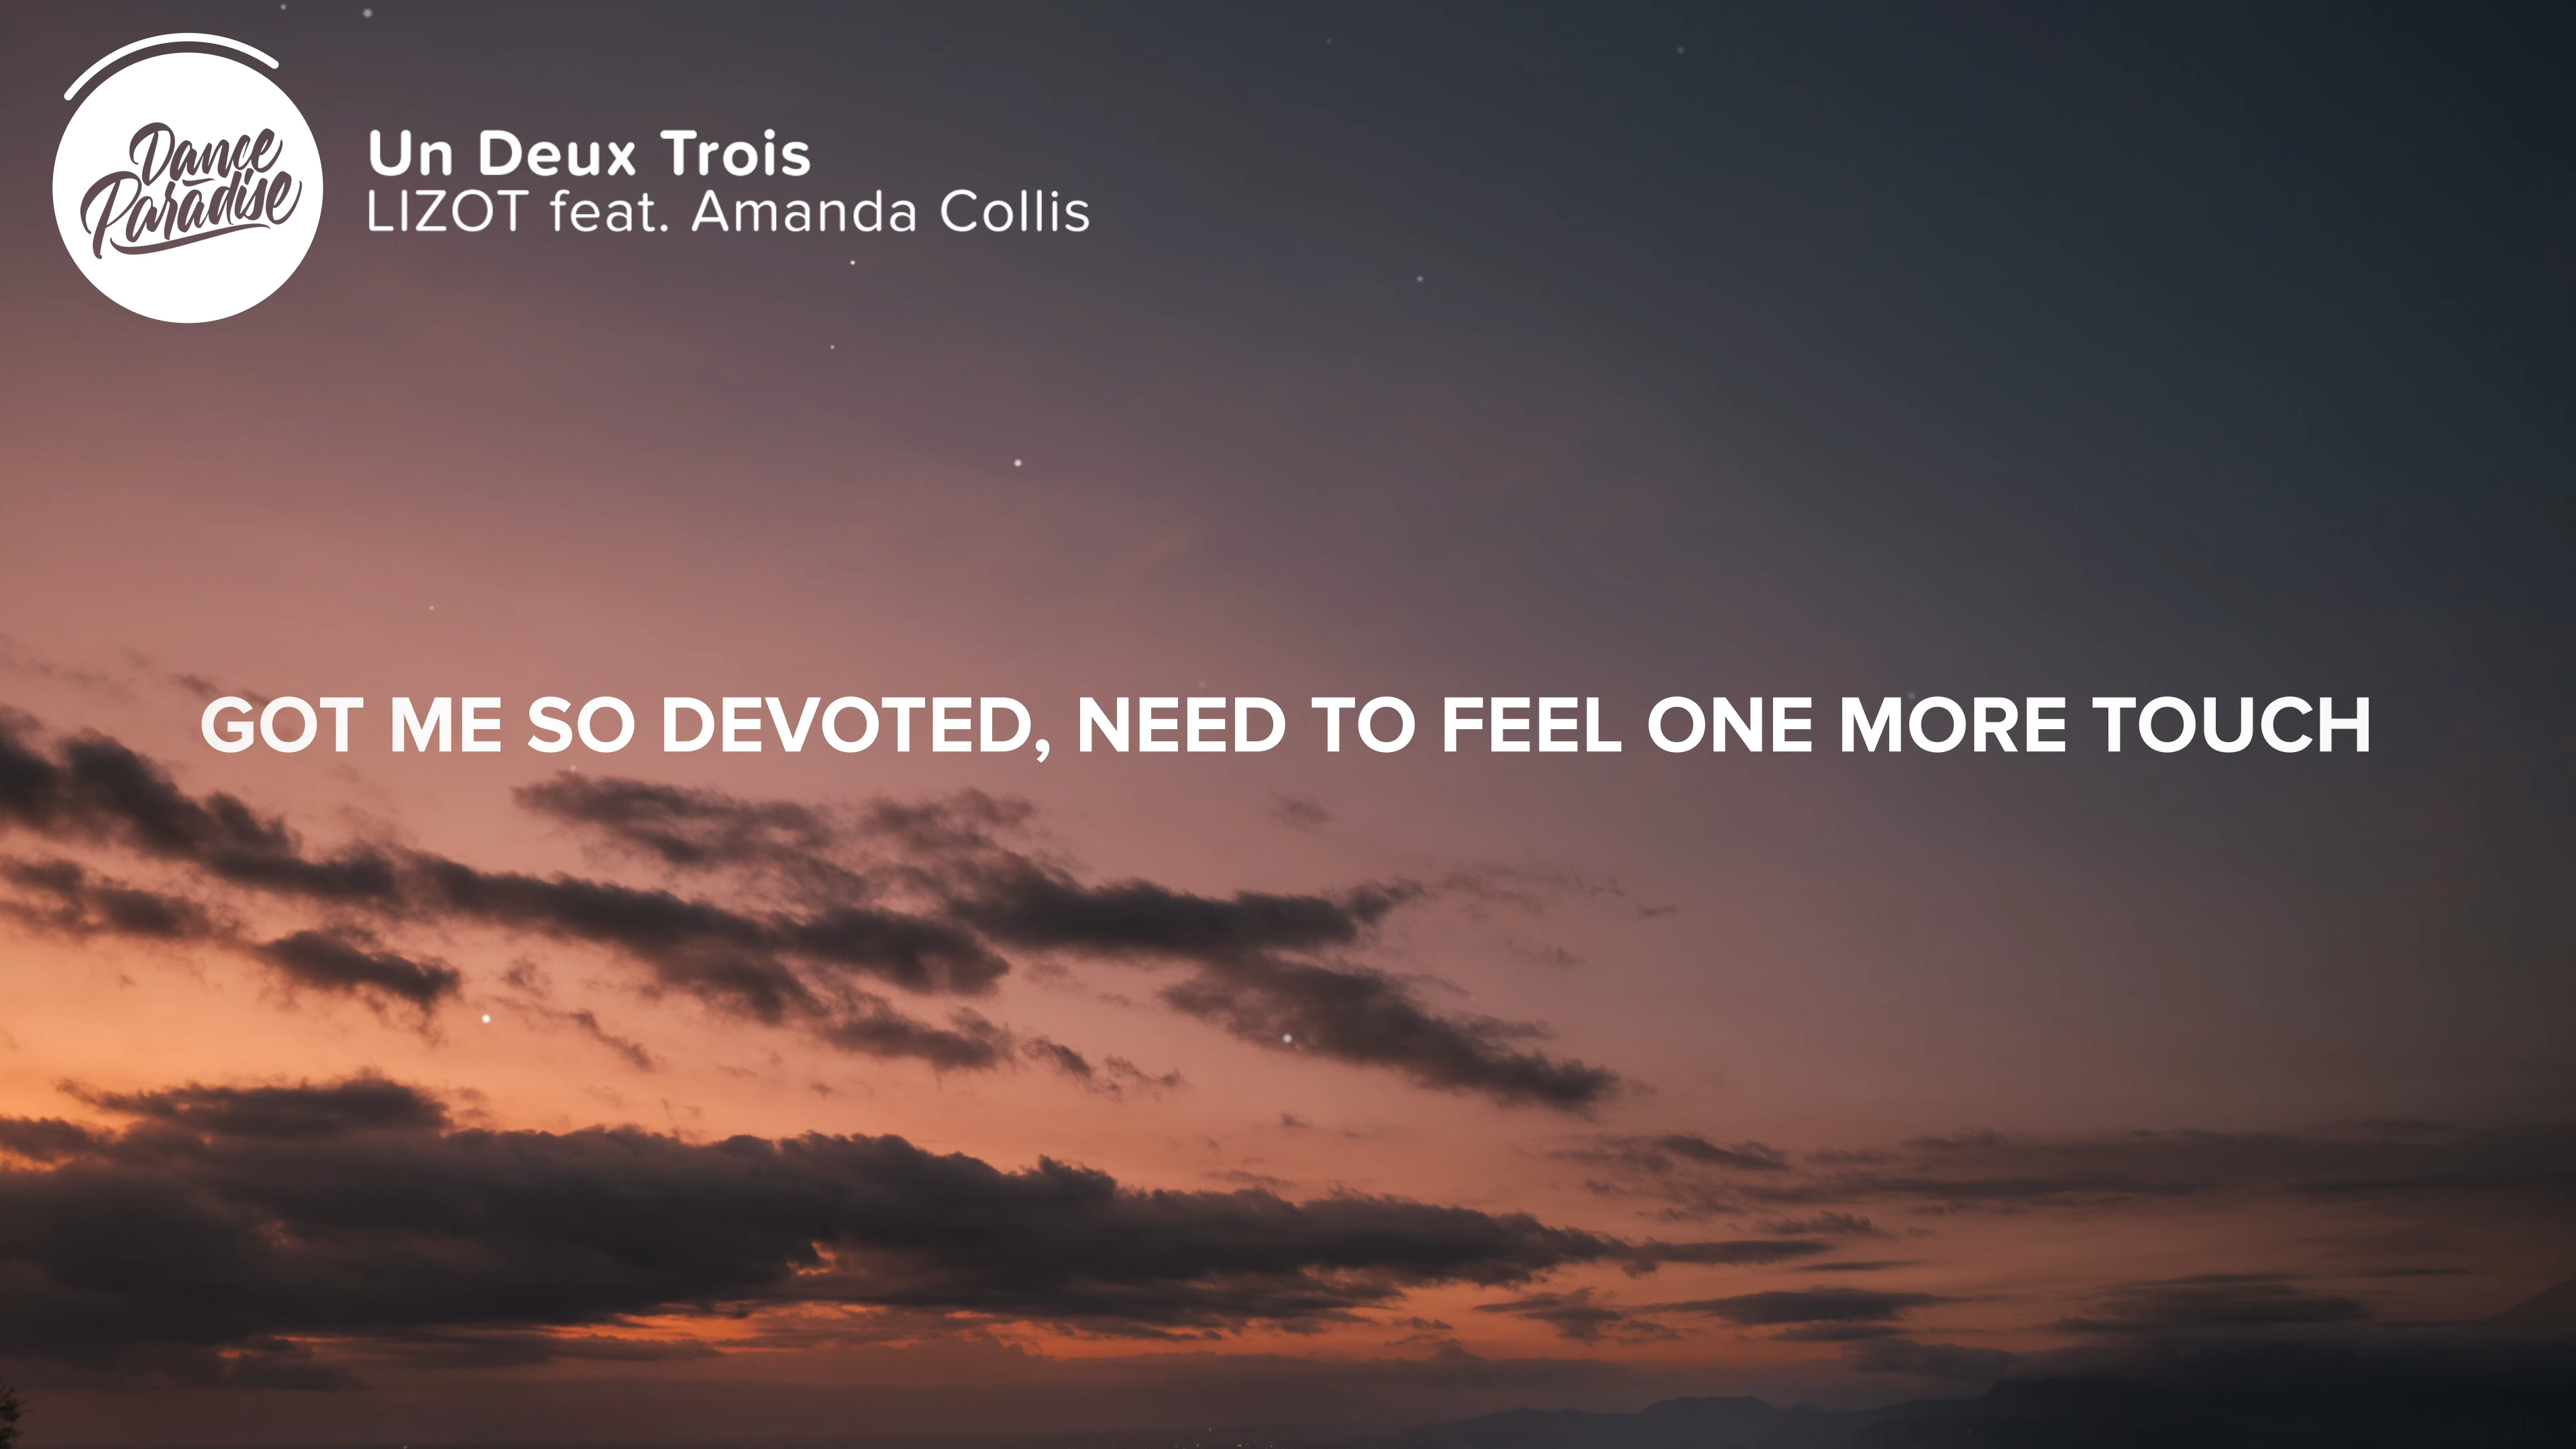 Dance
Paradise
Un Deux Trois
LIZOT feat. Amanda Collis
GOT ME SO DEVOTED, NEED TO FEEL ONE MORE TOUCH